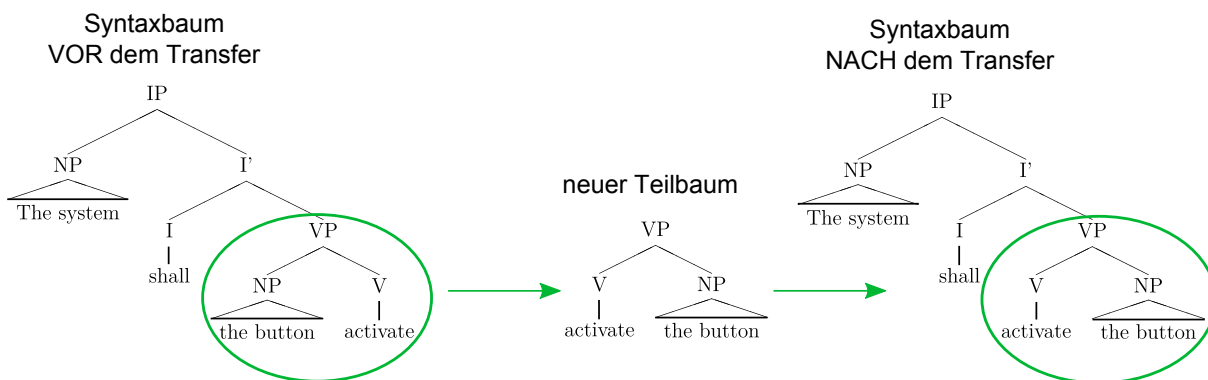 Syntaxbaum
VOR dem Transfer
IP
NP
I'
The system
I
VP
shall
NP
V
the button
activate
neuer Teilbaum
VP
V
NP
activate
the button
Syntaxbaum
NACH dem Transfer
IP
NP
I'
The system
I
VP
shall
V
NP
activate
the button